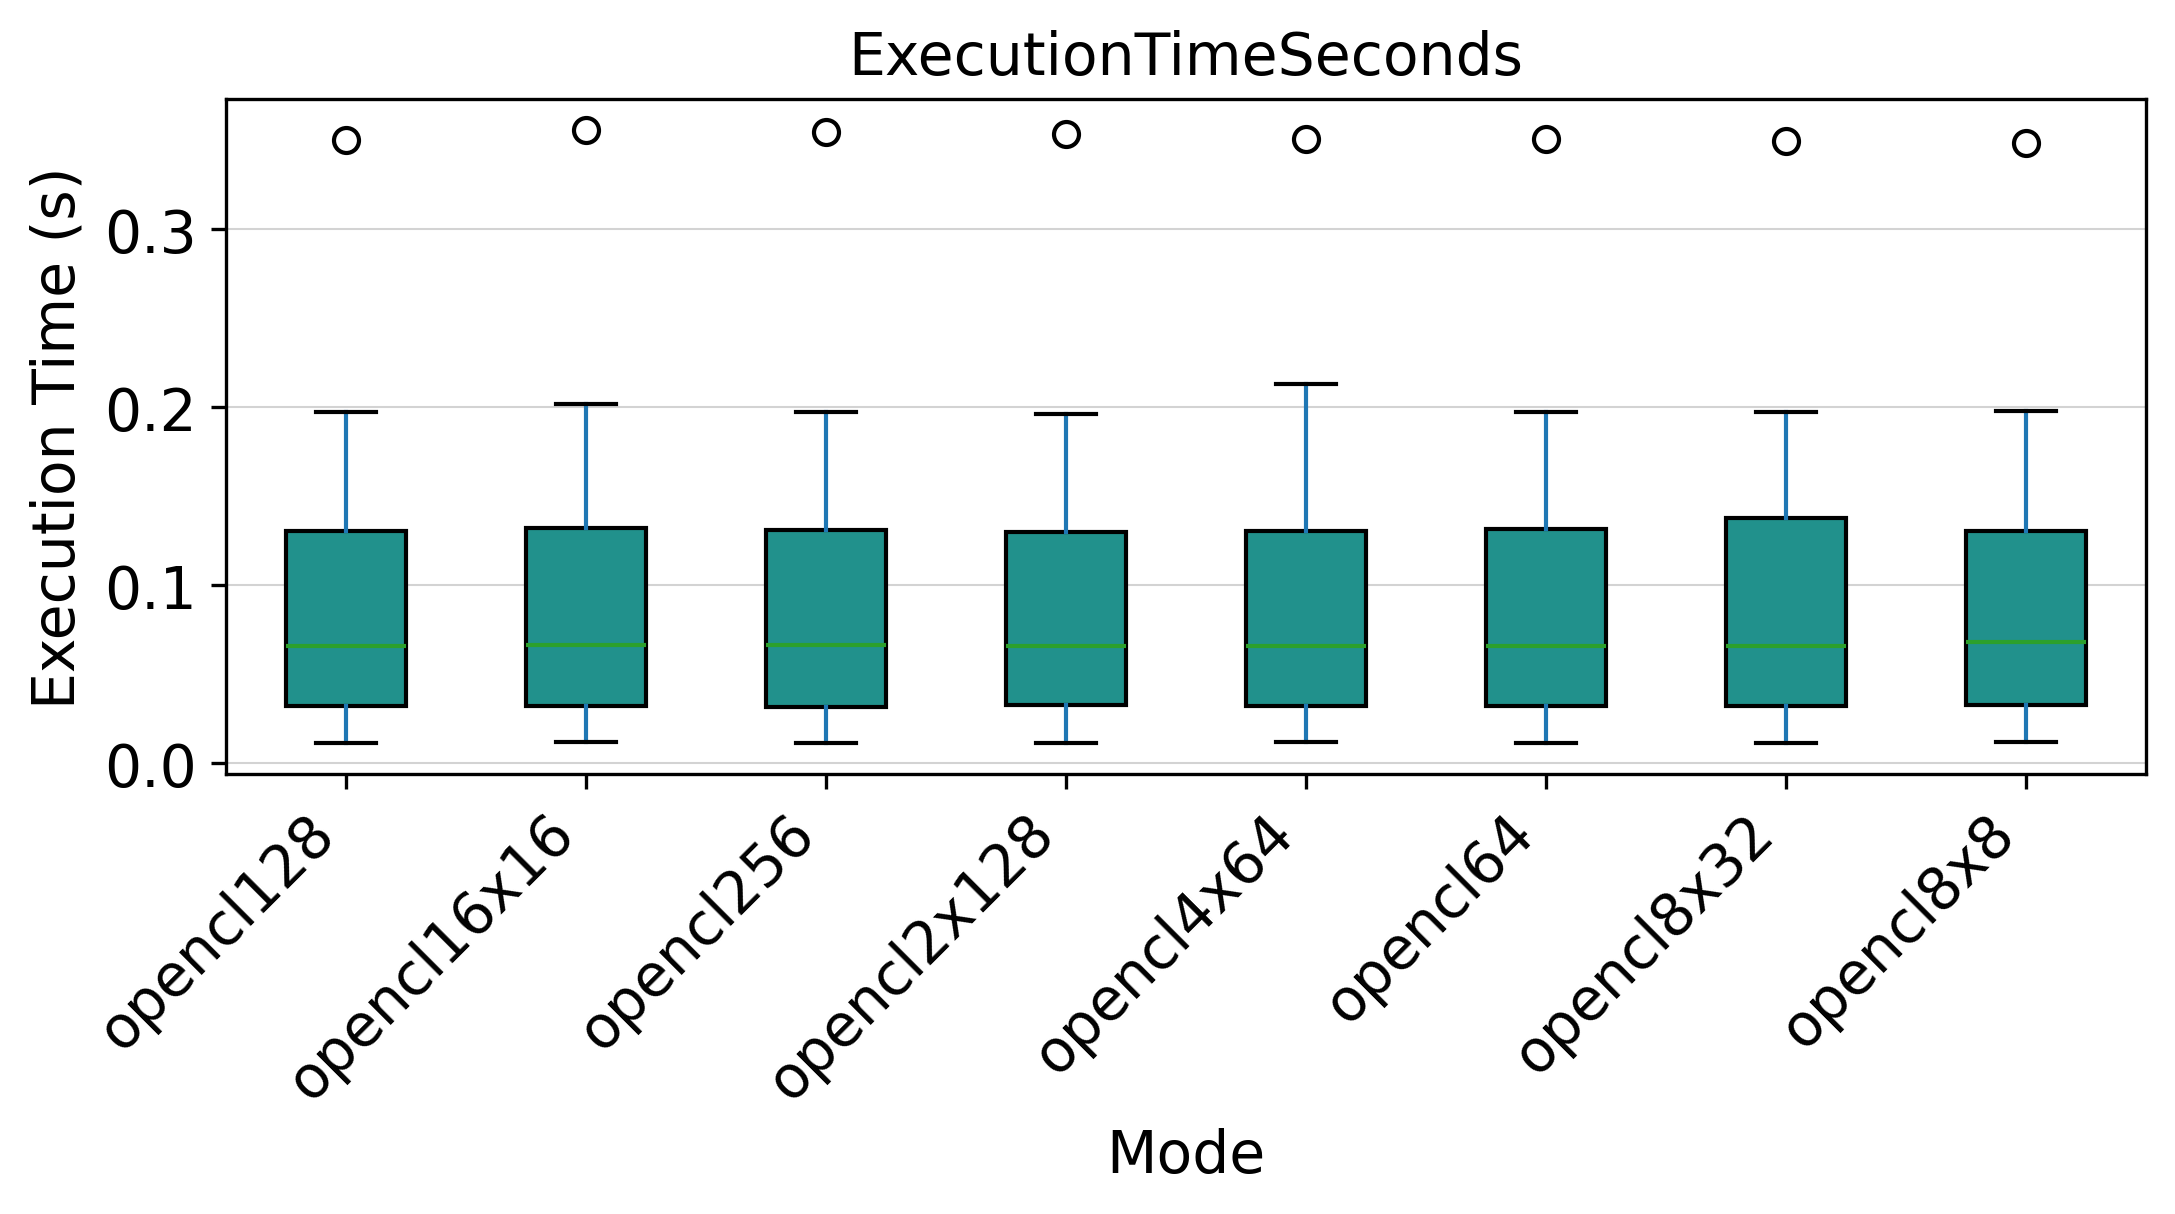 ExecutionTimeSeconds
Execution Time (s)
0.3
0.2
0.1
0.0
opencl128
opencl16x16
opencl256
opencl2x128
opencl4x64
opencl64
opencl8x32
opencl8x8
Mode